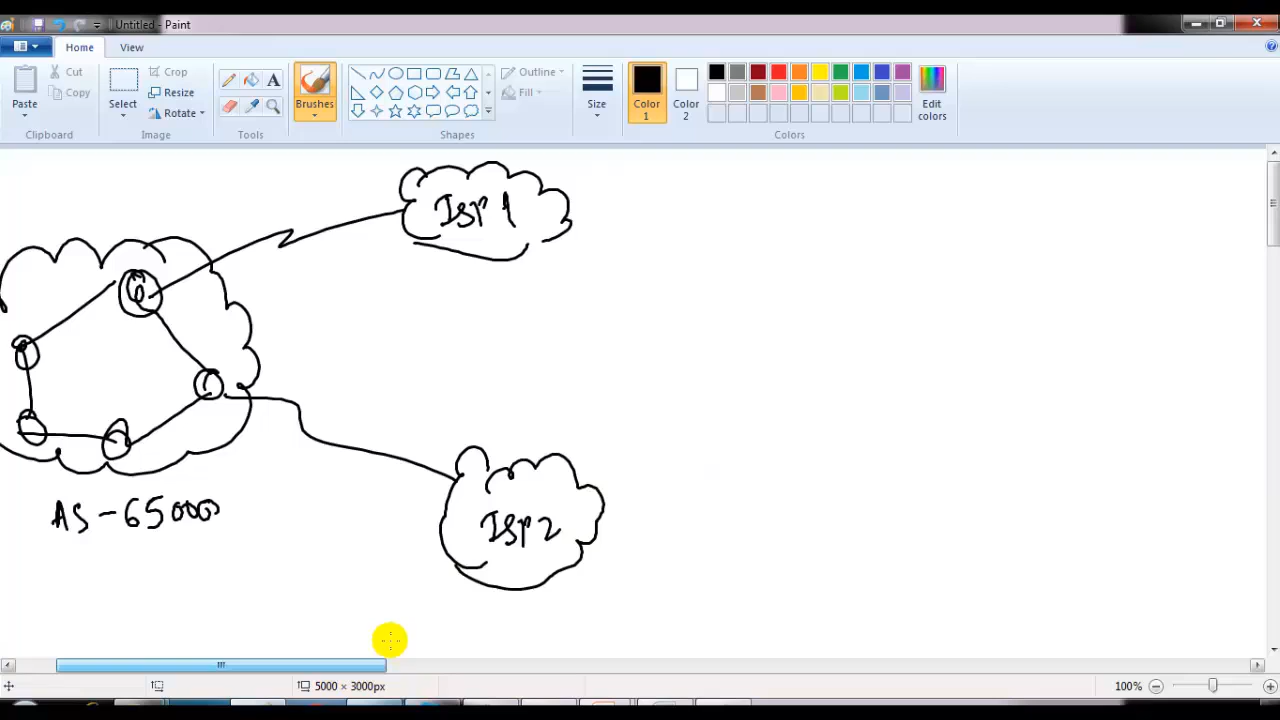 Untitled - Paint
Home View
Paste
Cut
Copy
Clipboard
Select
Crop
Resize
Rotate
Image
Tools
Brushes
Outline
Fill
Shapes
Size
Color 1
Color 2
Edit colors
Colors
Isp 1
AS-65000
Isp 2
5000 × 3000px
100%